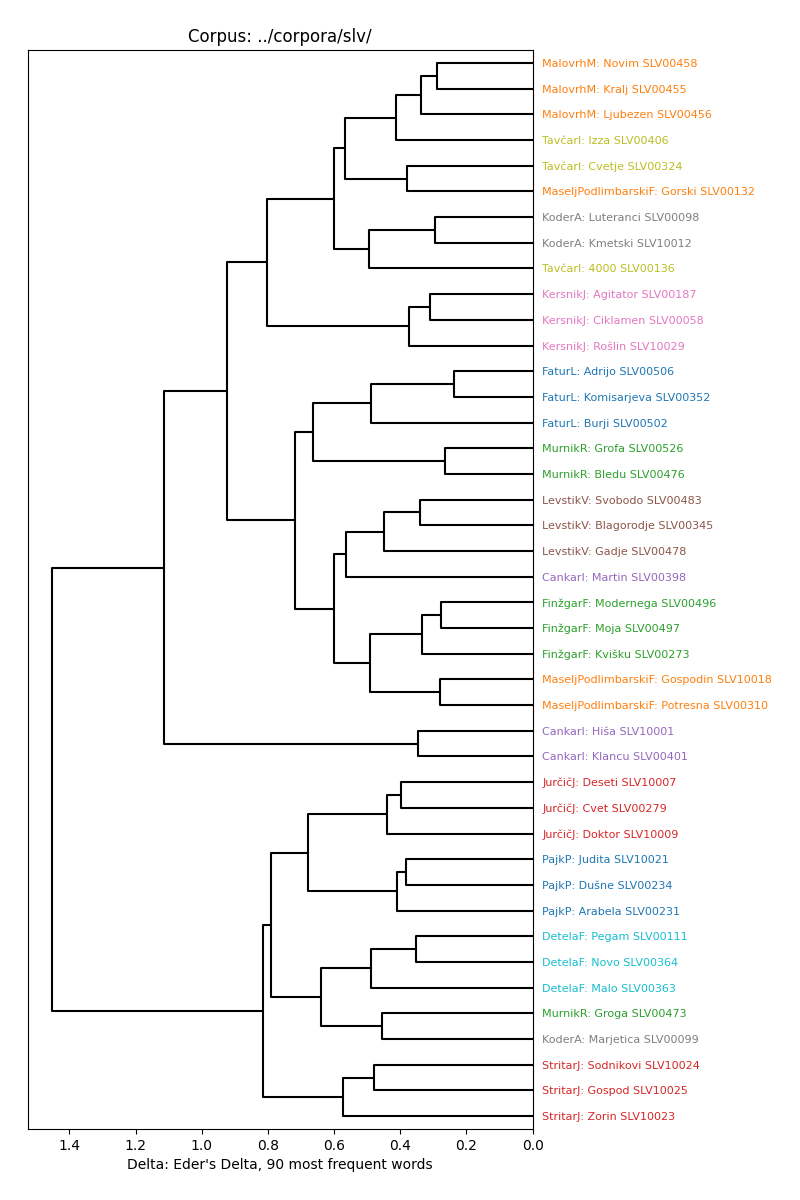 Corpus: ../corpora/slv/
MalovrhM: Novim SLV00458
MalovrhM: Kralj SLV00455
MalovrhM: Ljubezen SLV00456
TavčarI: Izza SLV00406
TavčarI: Cvetje SLV00324
MaseljPodlimbarskiF: Gorski SLV00132
KoderA: Luteranci SLV00098
KoderA: Kmetski SLV10012
TavčarI: 4000 SLV00136
KersnikJ: Agitator SLV00187
KersnikJ: Ciklamen SLV00058
KersnikJ: Rošlin SLV10029
FaturL: Adrijo SLV00506
FaturL: Komisarjeva SLV00352
FaturL: Burji SLV00502
MurnikR: Grofa SLV00526
MurnikR: Bledu SLV00476
LevstikV: Svobodo SLV00483
LevstikV: Blagorodje SLV00345
LevstikV: Gadje SLV00478
CankarI: Martin SLV00398
FinžgarF: Modernega SLV00496
FinžgarF: Moja SLV00497
FinžgarF: Kvišku SLV00273
MaseljPodlimbarskiF: Gospodin SLV10018
MaseljPodlimbarskiF: Potresna SLV00310
CankarI: Hiša SLV10001
CankarI: Klancu SLV00401
JurčičJ: Deseti SLV10007
JurčičJ: Cvet SLV00279
JurčičJ: Doktor SLV10009
PajkP: Judita SLV10021
PajkP: Dušne SLV00234
PajkP: Arabela SLV00231
DetelaF: Pegam SLV00111
DetelaF: Novo SLV00364
DetelaF: Malo SLV00363
MurnikR: Groga SLV00473
KoderA: Marjetica SLV00099
StritarJ: Sodnikovi SLV10024
StritarJ: Gospod SLV10025
StritarJ: Zorin SLV10023
1.4 1.2 1.0 0.8 0.6 0.4 0.2 0.0
Delta: Eder's Delta, 90 most frequent words